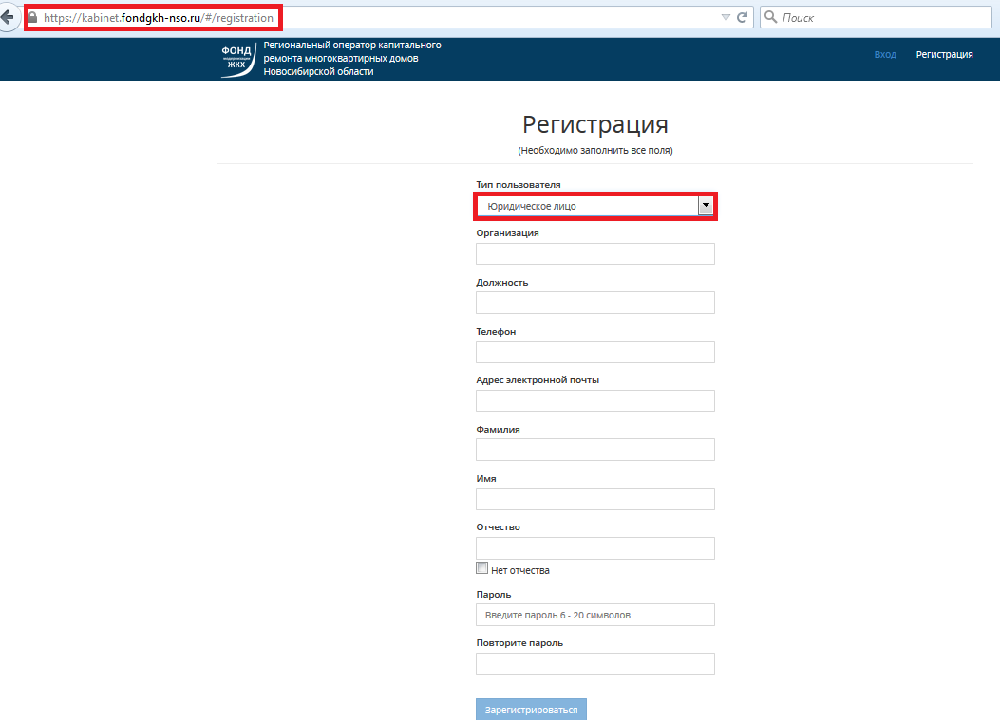 https://kabinet.fondgkh-nso.ru/#/registration
Поиск
ФОНД
модернизации
ЖКХ
Региональный оператор капитального
ремонта многоквартирных домов
Новосибирской области
Вход
Регистрация
Регистрация
(Необходимо заполнить все поля)
Тип пользователя
Юридическое лицо
Организация
Должность
Телефон
Адрес электронной почты
Фамилия
Имя
Отчество
Нет отчества
Пароль
Введите пароль 6 - 20 символов
Повторите пароль
Зарегистрироваться